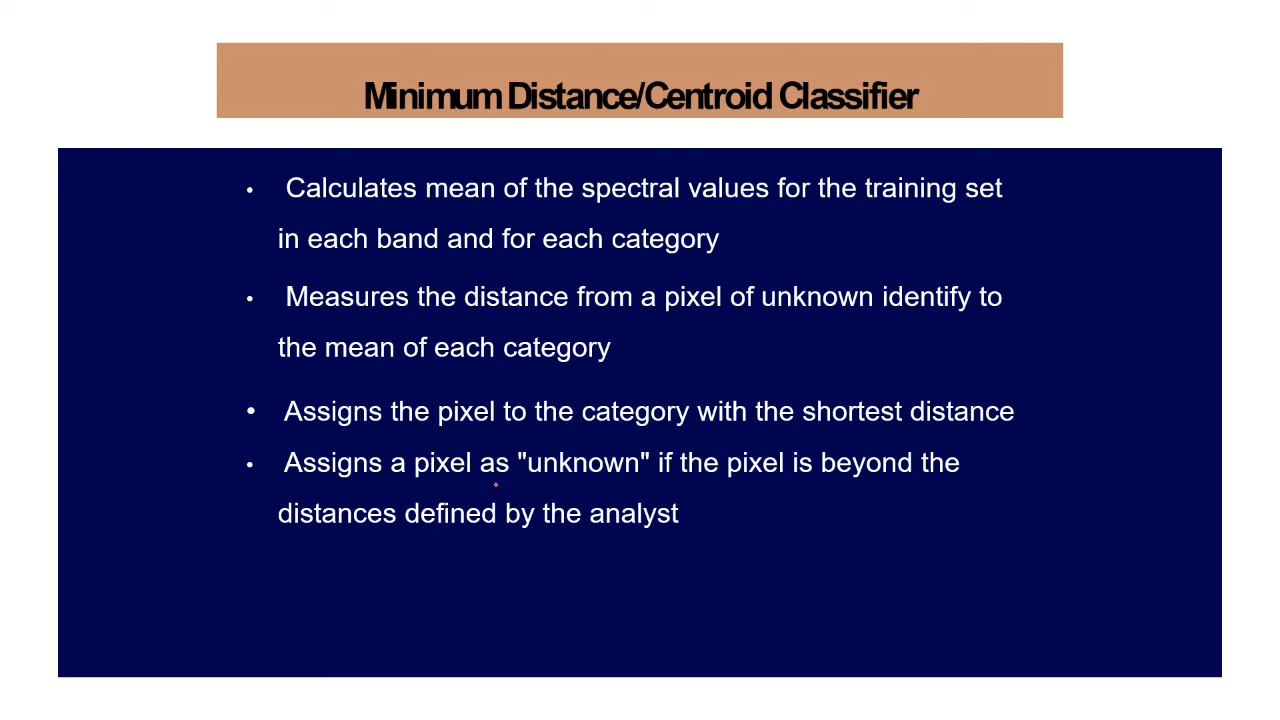 Minimum Distance/Centroid Classifier
• Calculates mean of the spectral values for the training set
in each band and for each category
• Measures the distance from a pixel of unknown identify to
the mean of each category
• Assigns the pixel to the category with the shortest distance
• Assigns a pixel as "unknown" if the pixel is beyond the
distances defined by the analyst